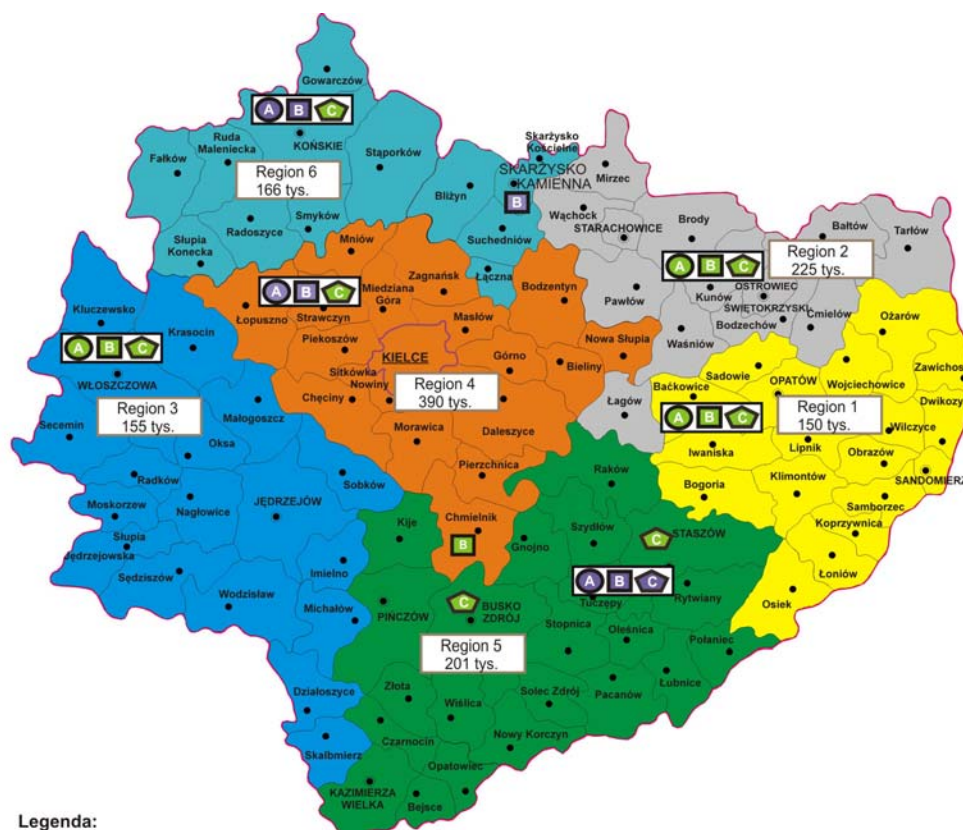 Gowarczów
A B C
KOŃSKIE
Ruda
Maleniecka
Fałków
Stąporków
Region 6
166 tys.
Radoszyce
Smyków
Słupia
Konecka
Skarżysko
Kościelne
SKARŻYSKO
KAMIENNA
B
Bliżyn
Suchedniów
Łączna
Mirzec
Wąchock
STARACHOWICE
Brody
Bałtów
Tarłów
Region 2
225 tys.
A B C
Kunów
OSTROWIEC
ŚWIĘTOKRZYSKI
Bodzechów
Ćmielów
Pawłów
Waśniów
Łagów
Mniów
A B C
Miedziana
Góra
Zagnańsk
Bodzentyn
Łopuszno
Strawczyn
Masłów
Piekoszów
KIELCE
Nowa Słupia
Sitkówka
Nowiny
Górno
Bieliny
Chęciny
Region 4
390 tys.
Morawica
Daleszyce
Pierzchnica
Chmielnik
B
Kluczewsko
Krasocin
A B C
WŁOSZCZOWA
Region 3
155 tys.
Małogoszcz
Secemin
Oksa
Radków
Sobków
Moskorzew
Nagłowice
JĘDRZEJÓW
Słupia
Jędrzejowska
Sędziszów
Imielno
Wodzisław
Michałów
Działoszyce
Skalbmierz
Ożarów
Sadowie
OPATÓW
Wojciechowice
Zawichos
Baćkowice
A B C
Region 1
150 tys.
Dwikozy
Wilczyce
Iwaniska
Lipnik
Obrazów
SANDOMIERZ
Bogoria
Klimontów
Samborzec
Koprzywnica
Łoniów
Osiek
Raków
Kije
Gnojno
Szydłów
C
STASZÓW
A B C
Tuczępy
Rytwiany
C
BUSKO
ZDRÓJ
PIŃCZÓW
Stopnica
Oleśnica
Połaniec
Region 5
201 tys.
Łubnice
Pacanów
Solec Zdrój
Złota
Wiślica
Czarnocin
Nowy Korczyn
Opatowiec
KAZIMIERZA
WIELKA
Bejsce
Legenda: